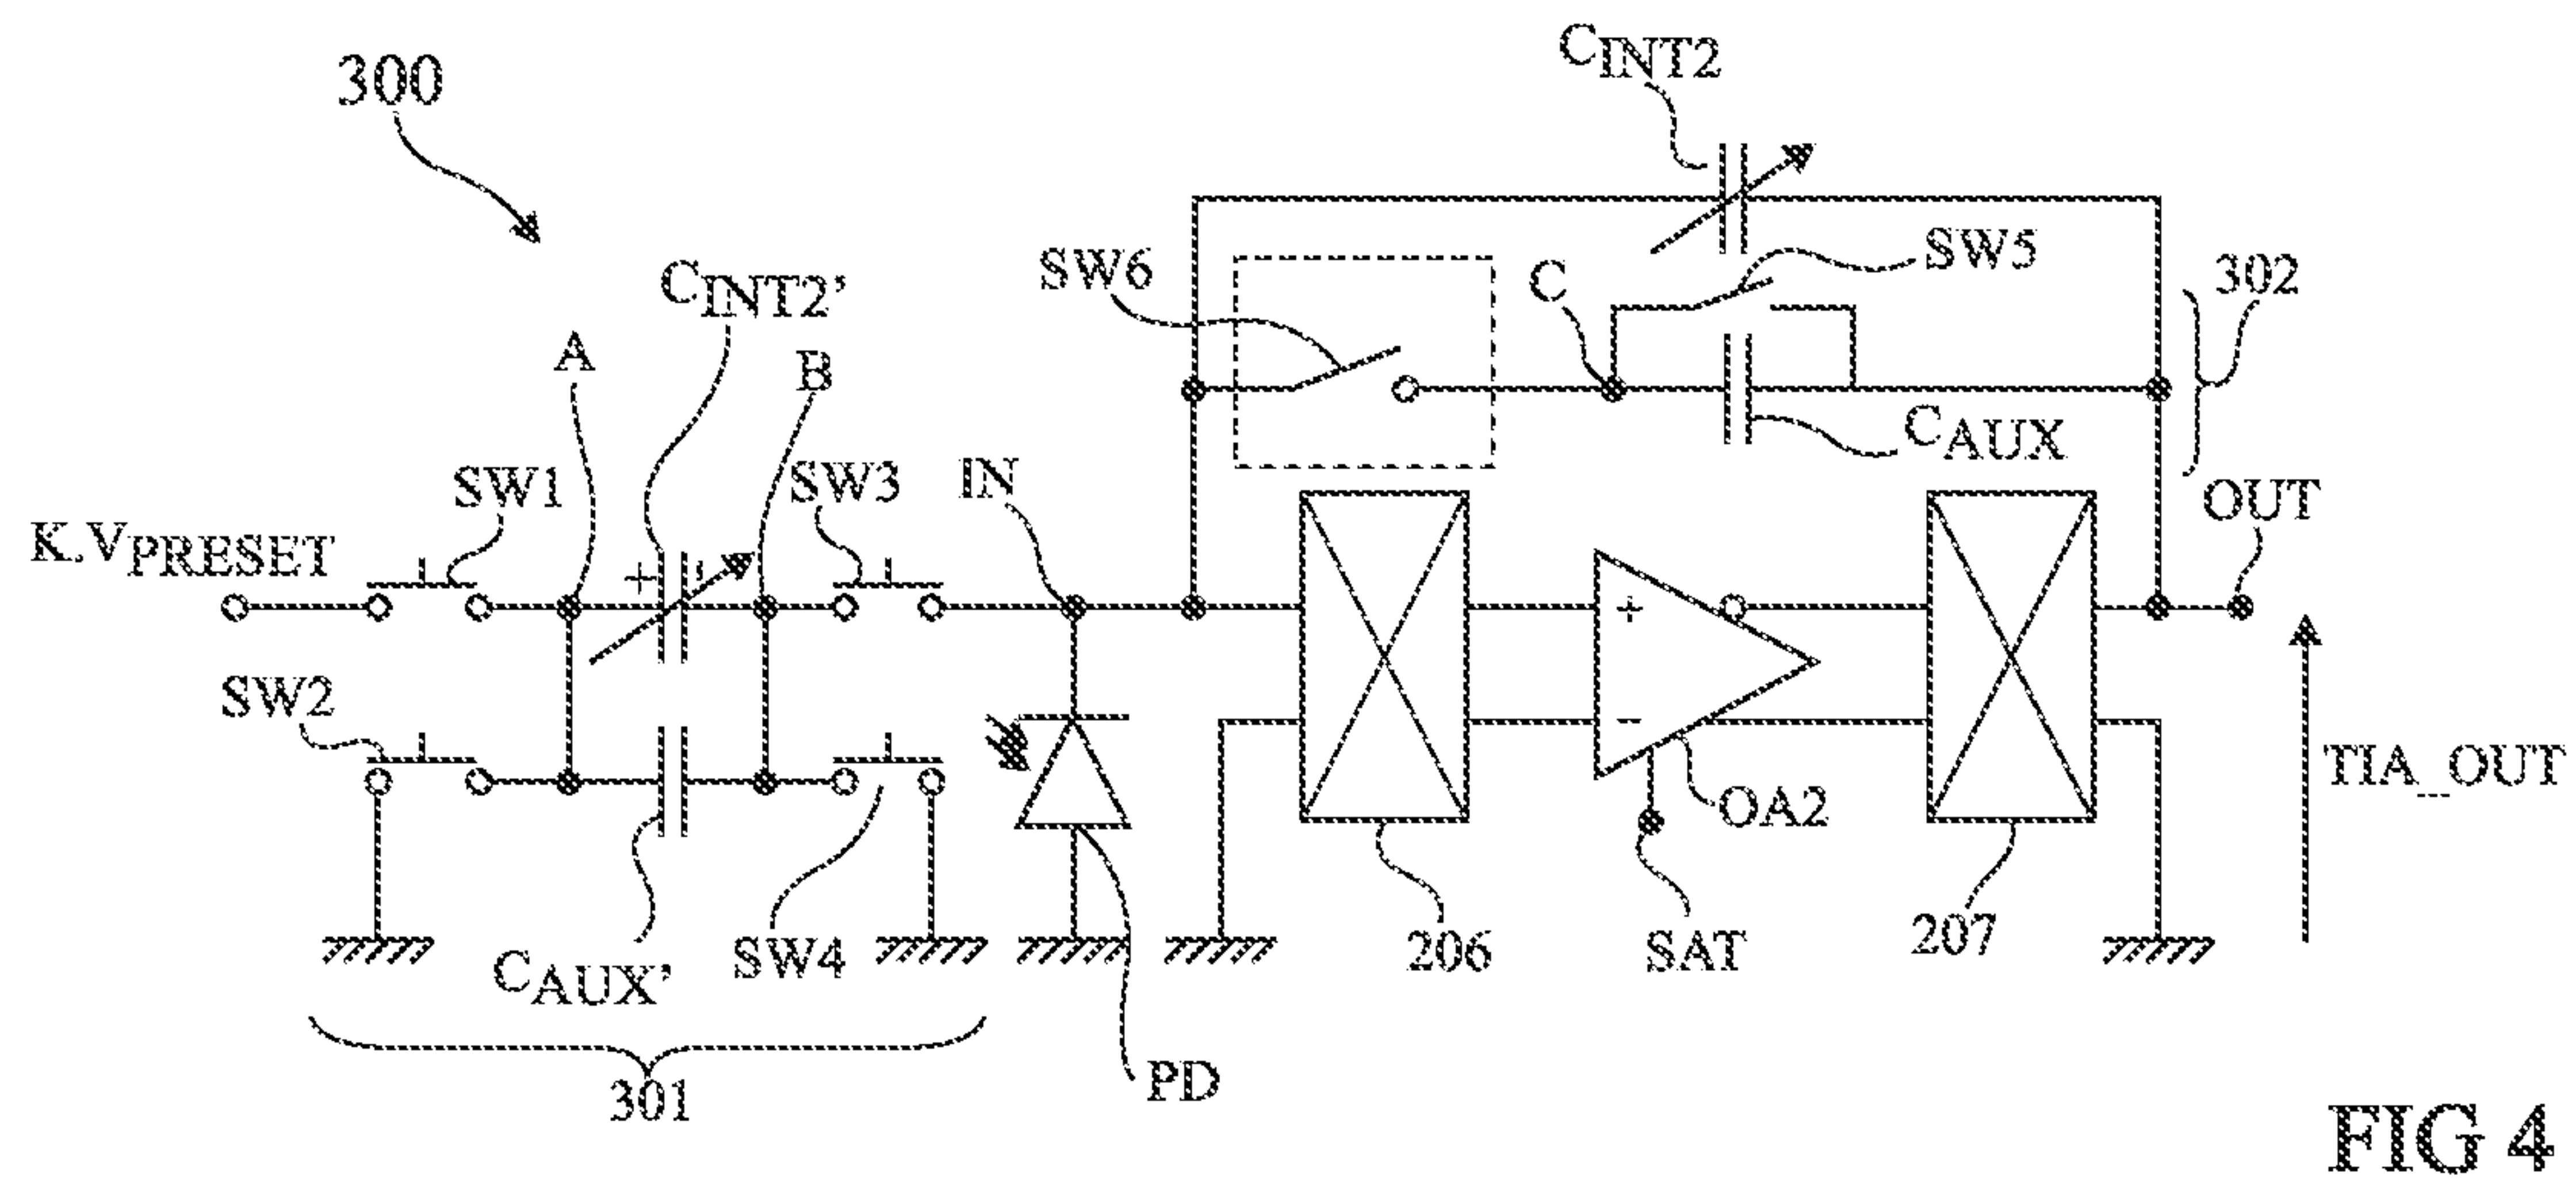 300
CINT2
SW5
302
SW6
C
CINT2'
A
B
CAUX
SW1
SW3
IN
OUT
K.VPRESET
+
-
+
SW2
-
OA2
TIA_OUT
CAUX'
SW4
206
SAT
207
301
PD
FIG 4